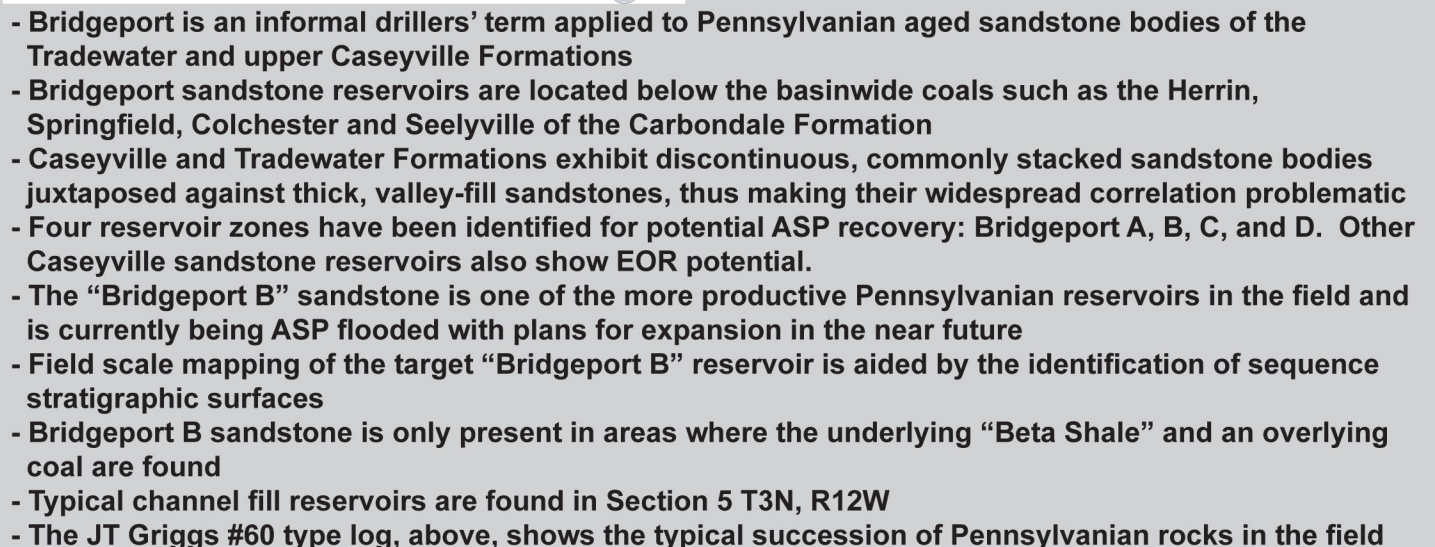 - Bridgeport is an informal drillers’ term applied to Pennsylvanian aged sandstone bodies of the
Tradewater and upper Caseyville Formations
- Bridgeport sandstone reservoirs are located below the basinwide coals such as the Herrin,
Springfield, Colchester and Seelyville of the Carbondale Formation
- Caseyville and Tradewater Formations exhibit discontinuous, commonly stacked sandstone bodies
juxtaposed against thick, valley-fill sandstones, thus making their widespread correlation problematic
- Four reservoir zones have been identified for potential ASP recovery: Bridgeport A, B, C, and D.  Other
Caseyville sandstone reservoirs also show EOR potential.
- The “Bridgeport B” sandstone is one of the more productive Pennsylvanian reservoirs in the field and
is currently being ASP flooded with plans for expansion in the near future
- Field scale mapping of the target “Bridgeport B” reservoir is aided by the identification of sequence
stratigraphic surfaces
- Bridgeport B sandstone is only present in areas where the underlying “Beta Shale” and an overlying
coal are found
- Typical channel fill reservoirs are found in Section 5 T3N, R12W
- The JT Griggs #60 type log, above, shows the typical succession of Pennsylvanian rocks in the field